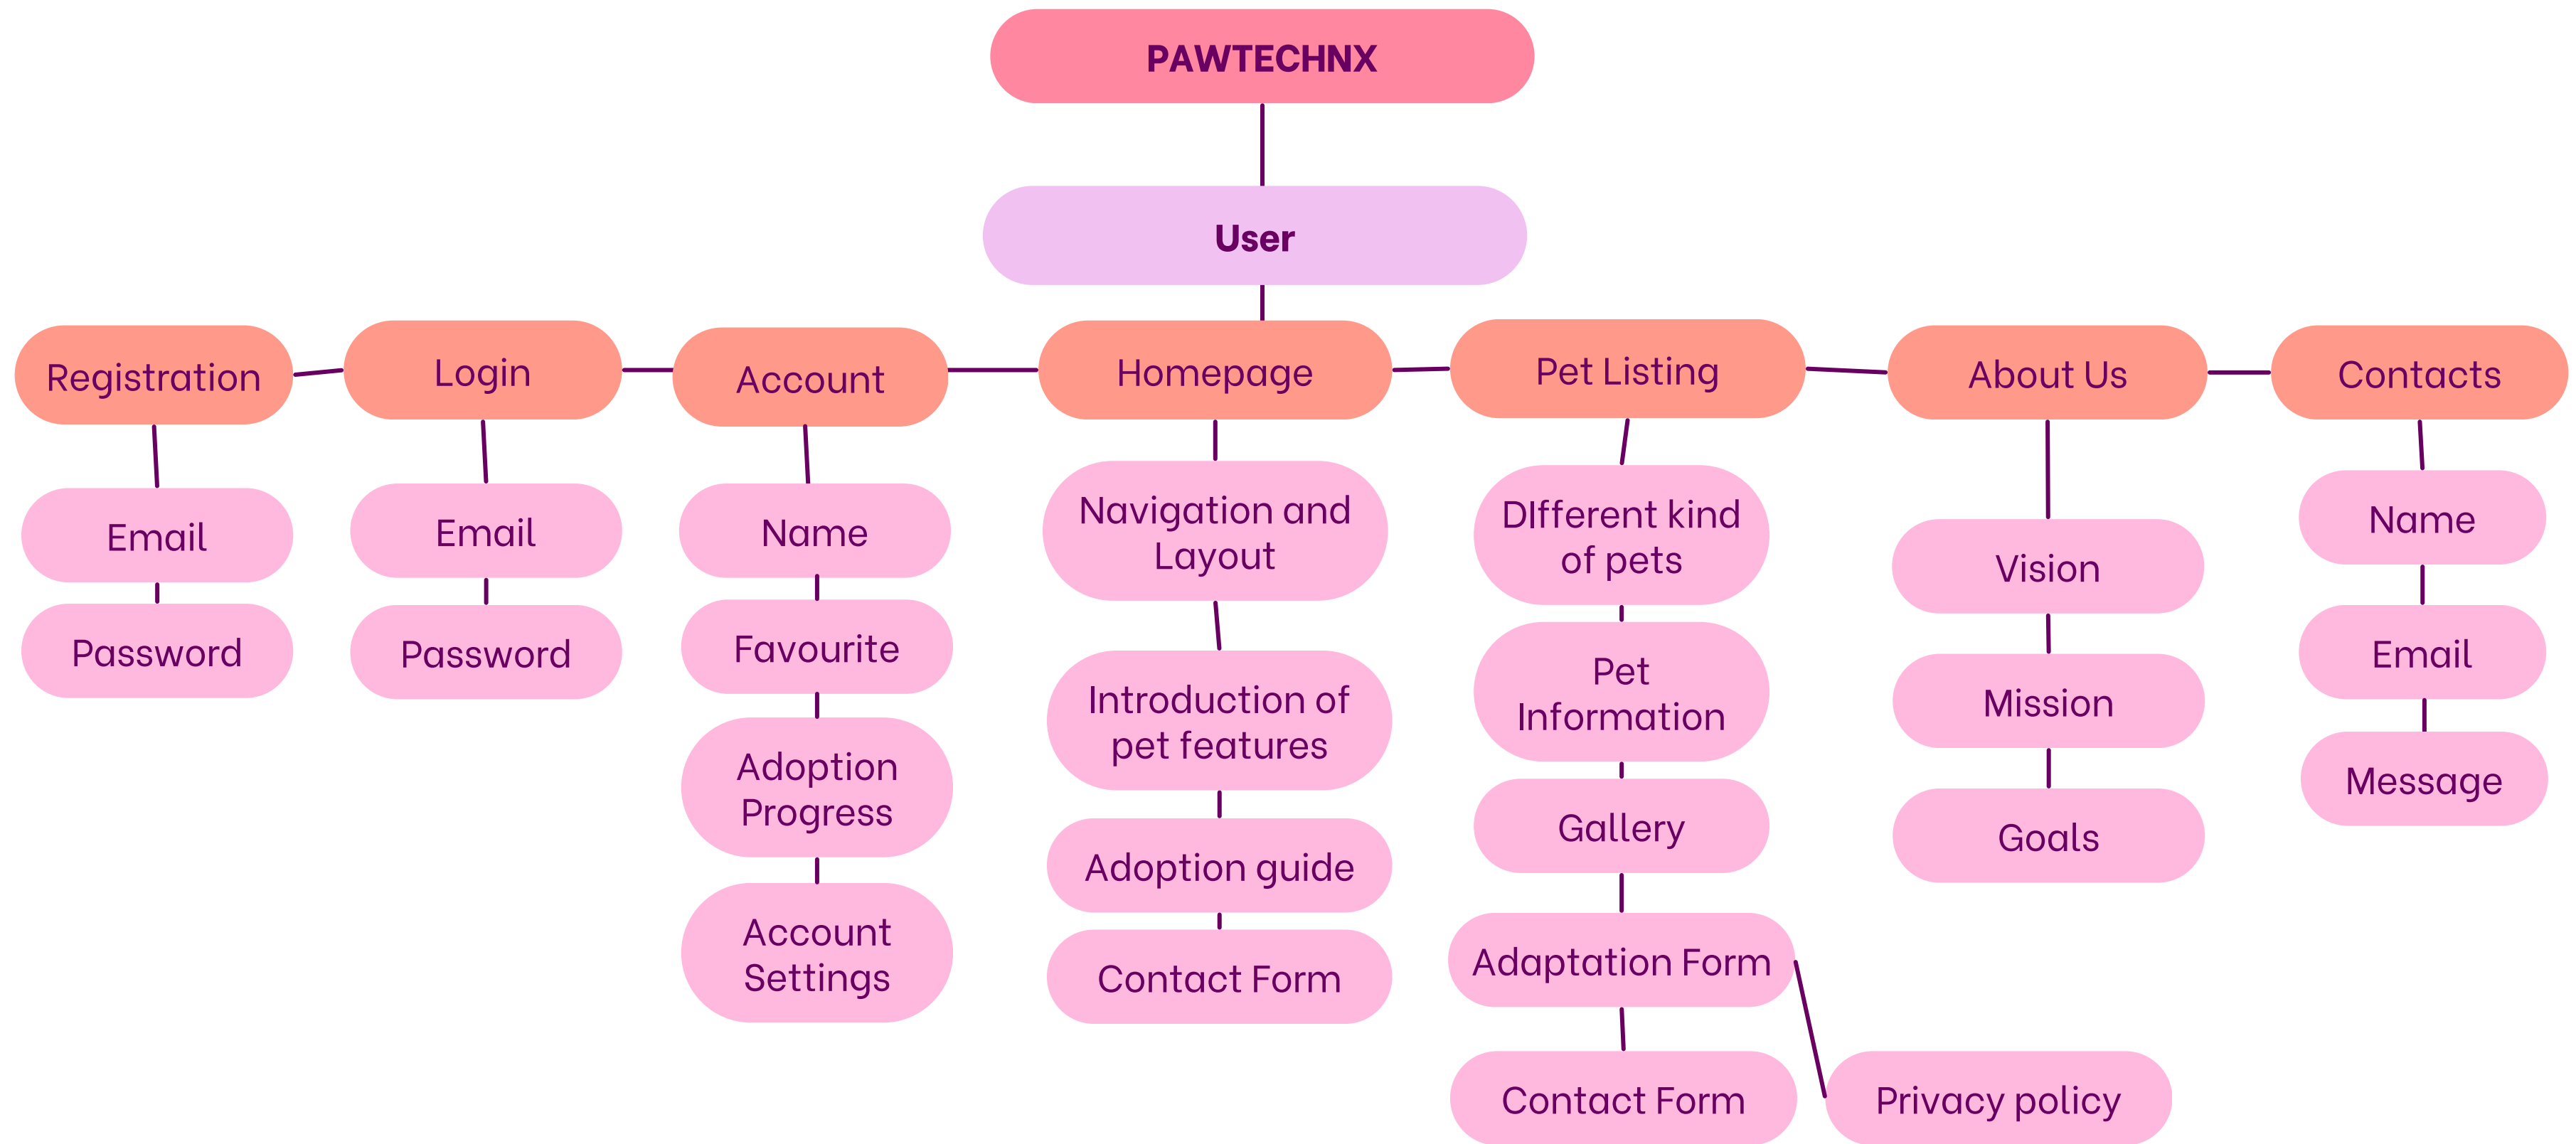 PAWTECHNX
User
Registration
Login
Account
Homepage
Pet Listing
About Us
Contacts
Email
Password
Email
Password
Name
Favourite
Adoption
Progress
Account
Settings
Navigation and
Layout
Introduction of
pet features
Adoption guide
Contact Form
DIfferent kind
of pets
Pet
Information
Gallery
Adaptation Form
Contact Form
Privacy policy
Vision
Mission
Goals
Name
Email
Message